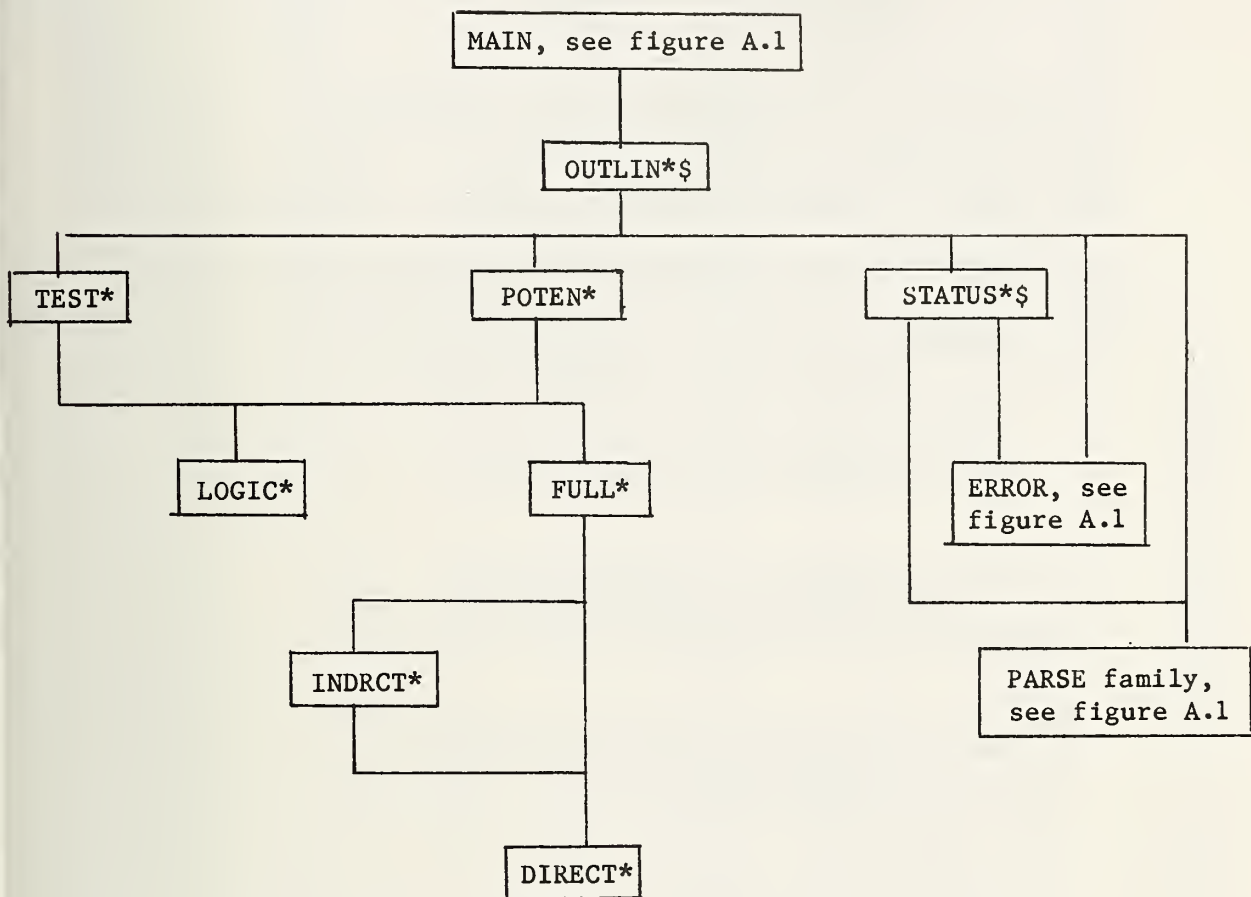 MAIN, see figure A.1
OUTLIN*$
TEST*
POTEN*
STATUS*$
LOGIC*
FULL*
ERROR, see
figure A.1
INDRCT*
PARSE family,
see figure A.1
DIRECT*